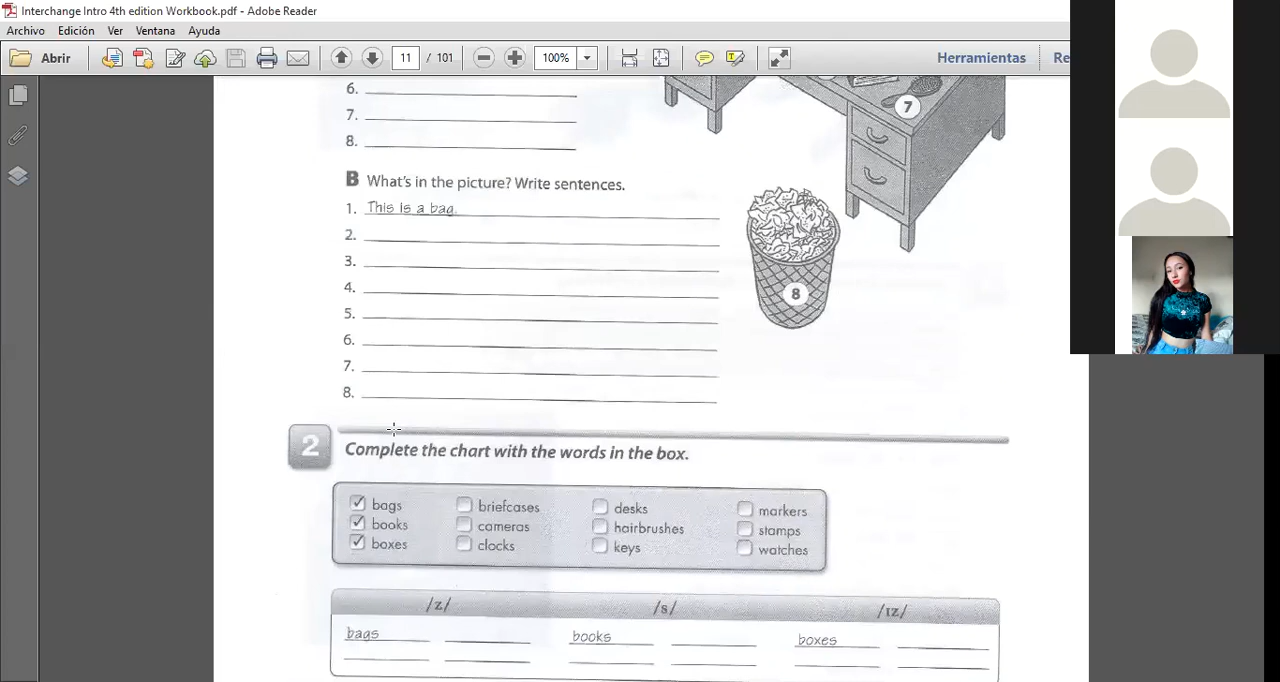 Interchange Intro 4th edition Workbook.pdf - Adobe Reader
Archivo Edición Ver Ventana Ayuda
Abrir 11 / 101 100% Herramientas Re
6.
7.
8.
7
B What's in the picture? Write sentences.
1. This is a bag.
2.
3.
4.
5.
6.
7.
8.
8
2 Complete the chart with the words in the box.
bags briefcases desks markers
books cameras hairbrushes stamps
boxes clocks keys watches
/z/ /s/ /ɪz/
bags books boxes